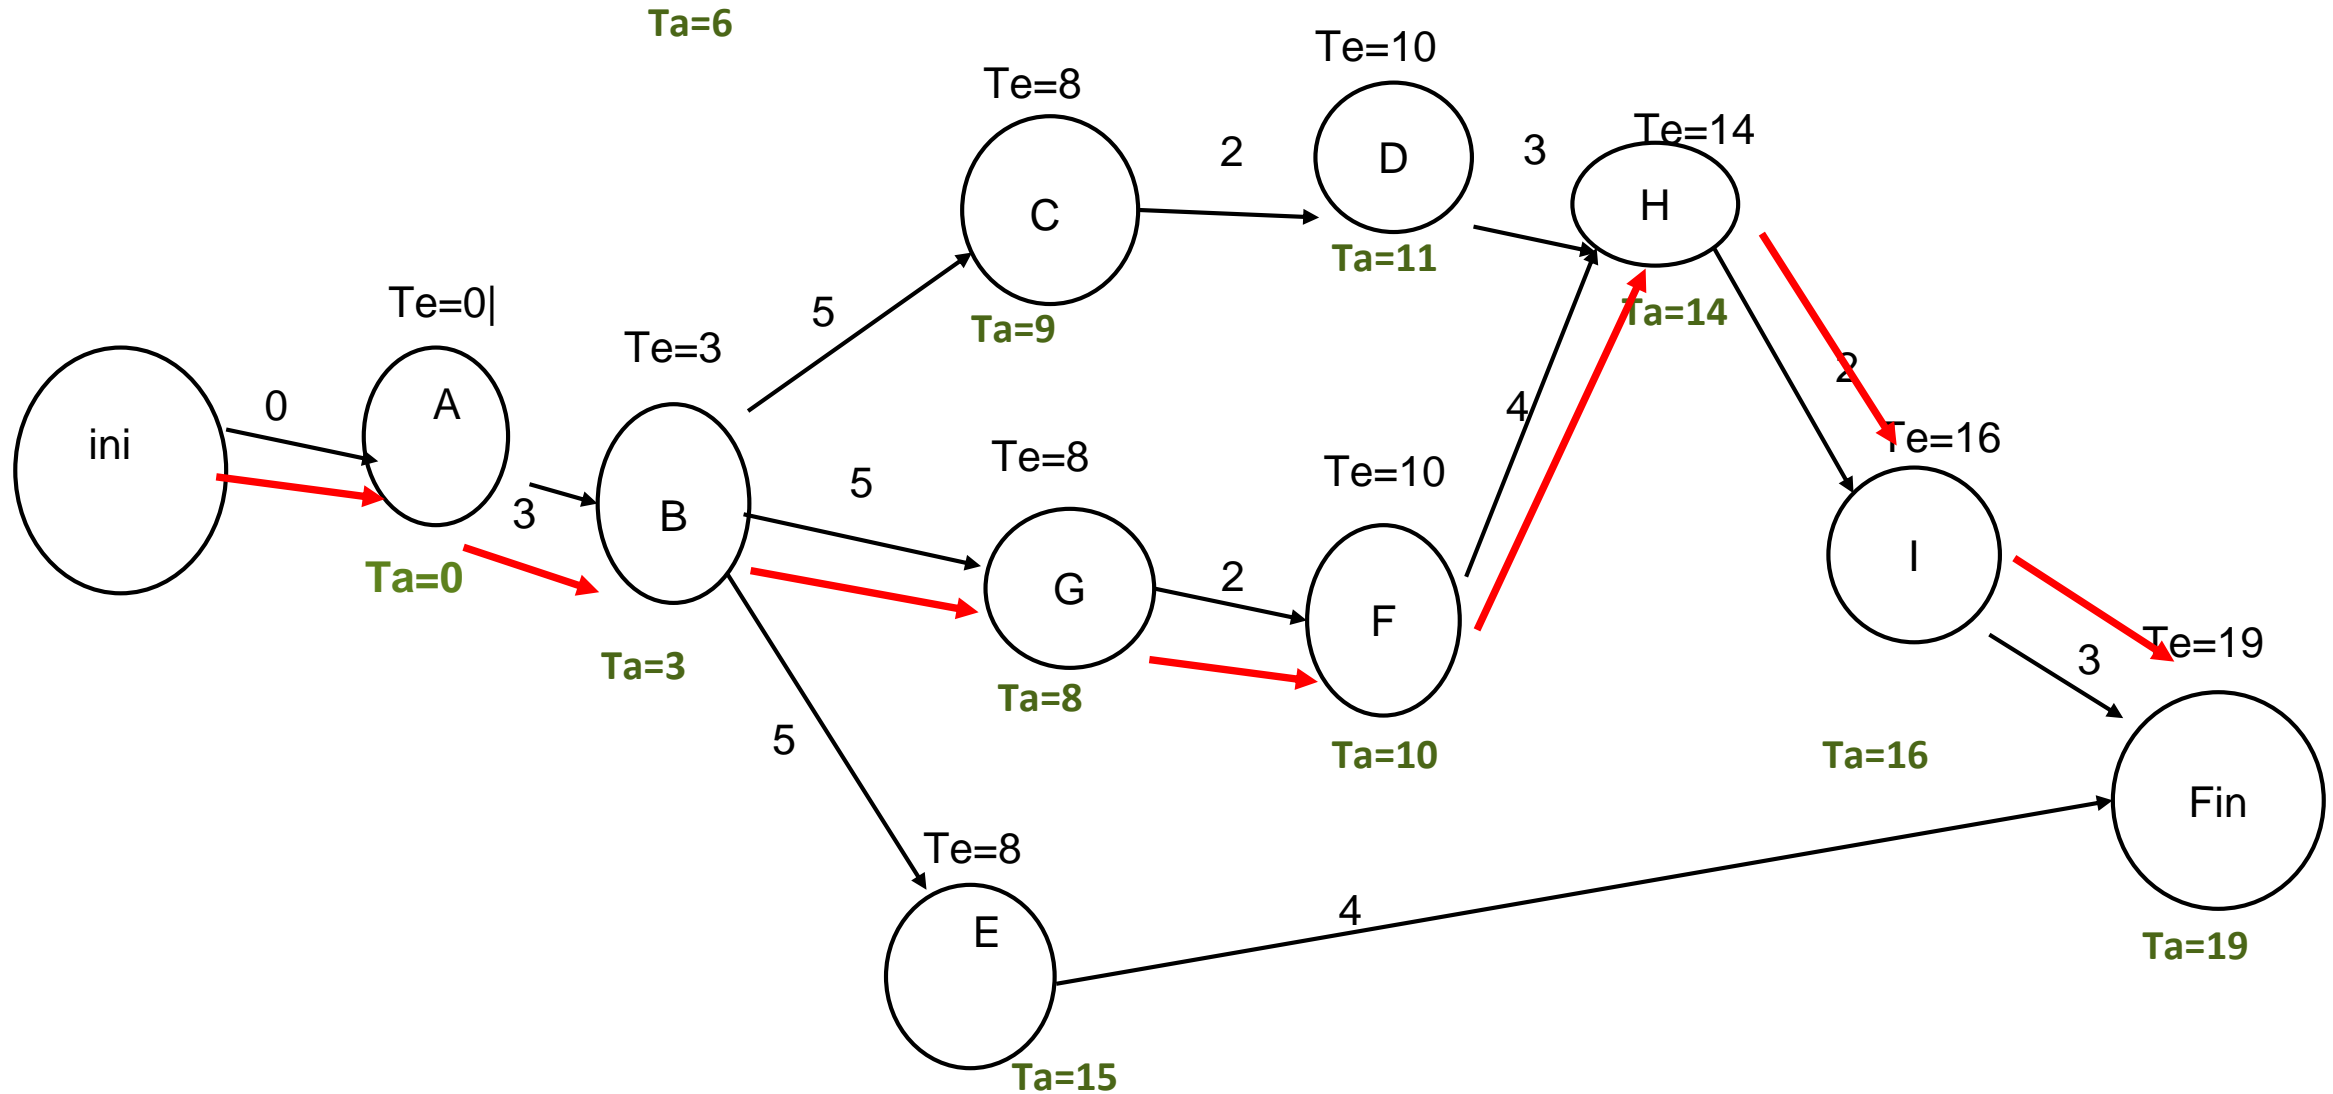 Ta=6
Te=10
Te=8
Te=14
2
D
3
H
C
Te=0|
Te=3
5
Ta=9
Ta=11
Ta=14
ini
0
A
2
4
B
3
5
Te=8
Te=10
Te=16
Ta=0
G
2
F
I
Ta=3
Ta=8
Ta=10
Ta=16
3
Te=19
5
Fin
Te=8
E
4
Ta=19
Ta=15